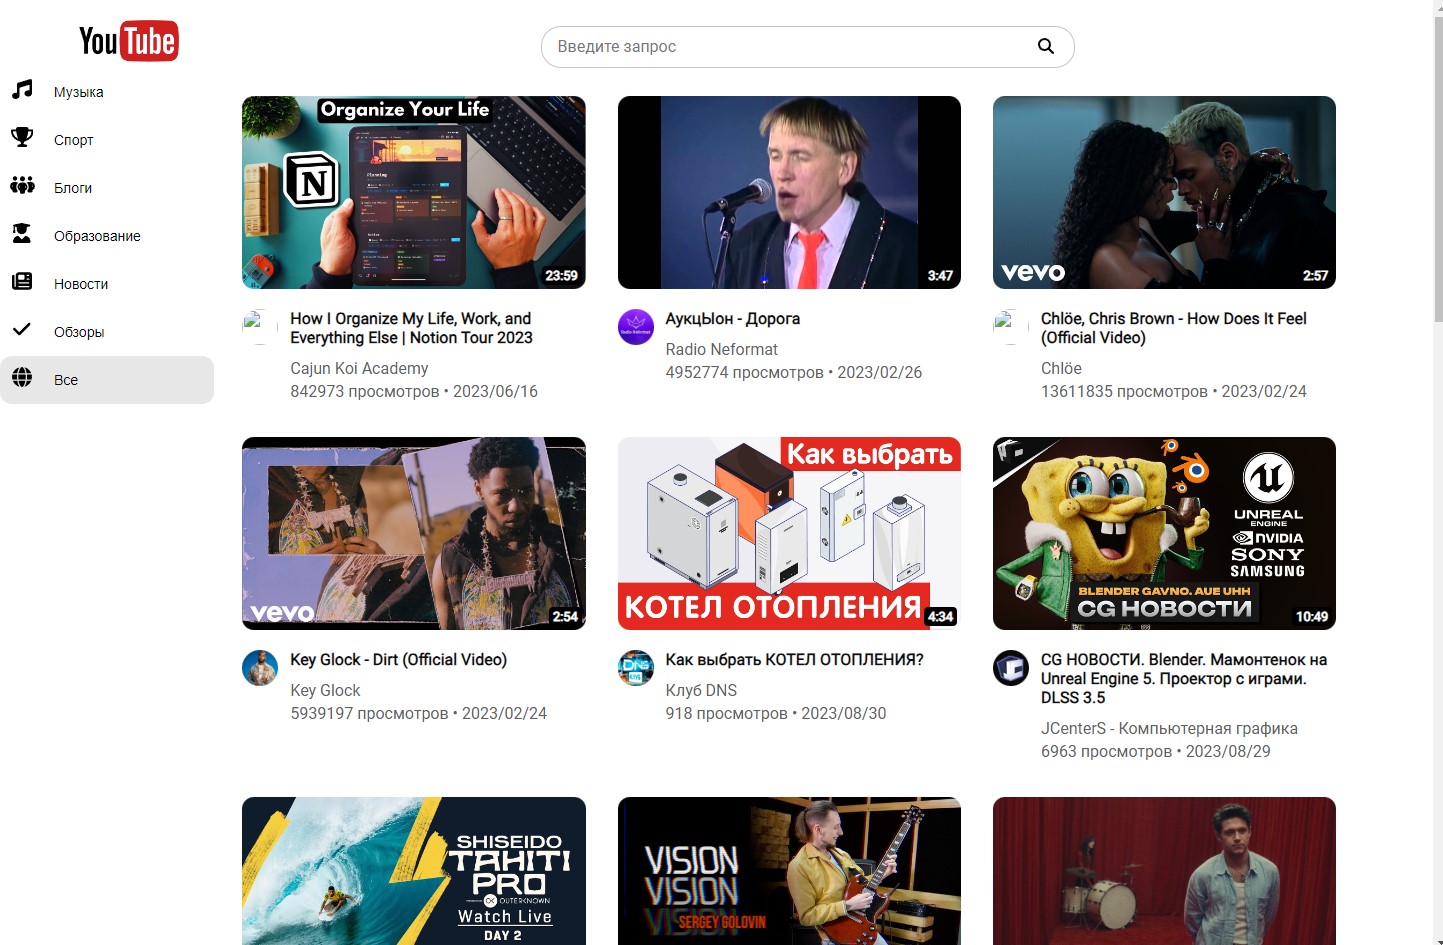 YouTube
Введите запрос
Музыка
Спорт
Блоги
Образование
Новости
Обзоры
Все
Organize Your Life
N
Planning
23:59
How I Organize My Life, Work, and
Everything Else | Notion Tour 2023
Cajun Koi Academy
842973 просмотров • 2023/06/16
3:47
Radio Neformat
АукцЫон - Дорога
Radio Neformat
4952774 просмотров • 2023/02/26
vevo
2:57
Chlöe, Chris Brown - How Does It Feel
(Official Video)
Chlöe
13611835 просмотров • 2023/02/24
vevo
2:54
Key Glock - Dirt (Official Video)
Key Glock
5939197 просмотров • 2023/02/24
Как выбрать
КОТЕЛ ОТОПЛЕНИЯ
4:34
DNS
Как выбрать КОТЕЛ ОТОПЛЕНИЯ?
Клуб DNS
918 просмотров • 2023/08/30
UNREAL
ENGINE
NVIDIA
SONY
SAMSUNG
BLENDER GAVNO. AUE UHH
CG НОВОСТИ
10:49
CG НОВОСТИ. Blender. Мамонтенок на
Unreal Engine 5. Проектор с играми.
DLSS 3.5
JCenterS - Компьютерная графика
6963 просмотров • 2023/08/29
SHISEIDO
TAHITI
PRO
OUTERKNOWN
Watch Live
DAY 2
VISION
VISION
VISION
SERGEY GOLOVIN